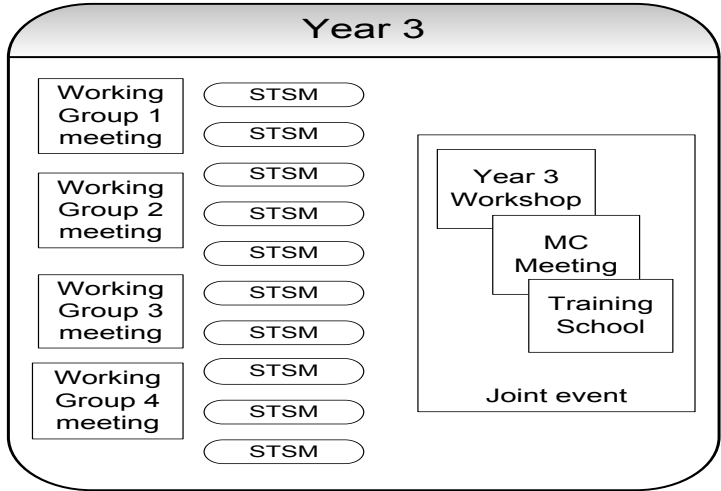 Year 3
Working
Group 1
meeting
Working
Group 2
meeting
Working
Group 3
meeting
Working
Group 4
meeting
STSM
STSM
STSM
STSM
STSM
STSM
STSM
STSM
STSM
STSM
Year 3
Workshop
MC
Meeting
Training
School
Joint event